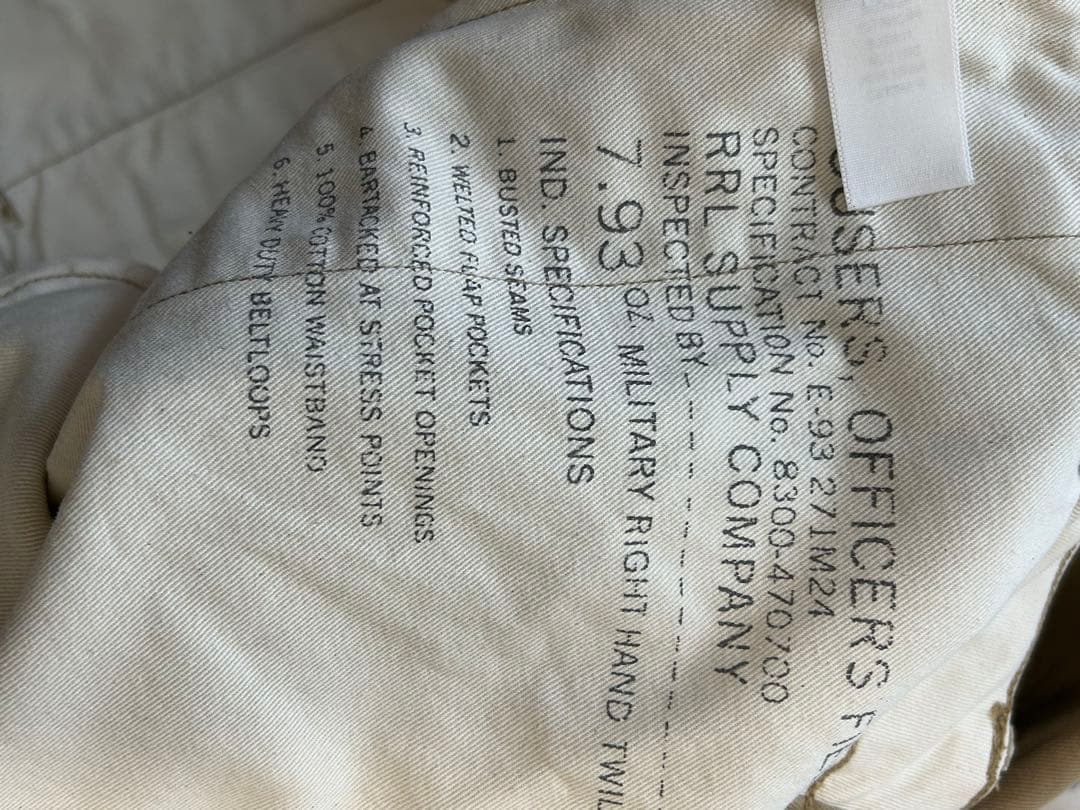 OUSERS, OFFICERS FIE
CONTRACT No. E-93 271M24
SPECIFICATION No. 8300-470700
RRL SUPPLY COMPANY
INSPECTED BY
7.93 OZ. MILITARY RIGHT HAND TWIL
IND. SPECIFICATIONS
1. BUSTED SEAMS
2 WELTED FLAP POCKETS
3 REINFORCED POCKET OPENINGS
4. BARTACKED AT STRESS POINTS
5. 100% COTTON WAISTBAND
6. HEAVY DUTY BELTLOOPS